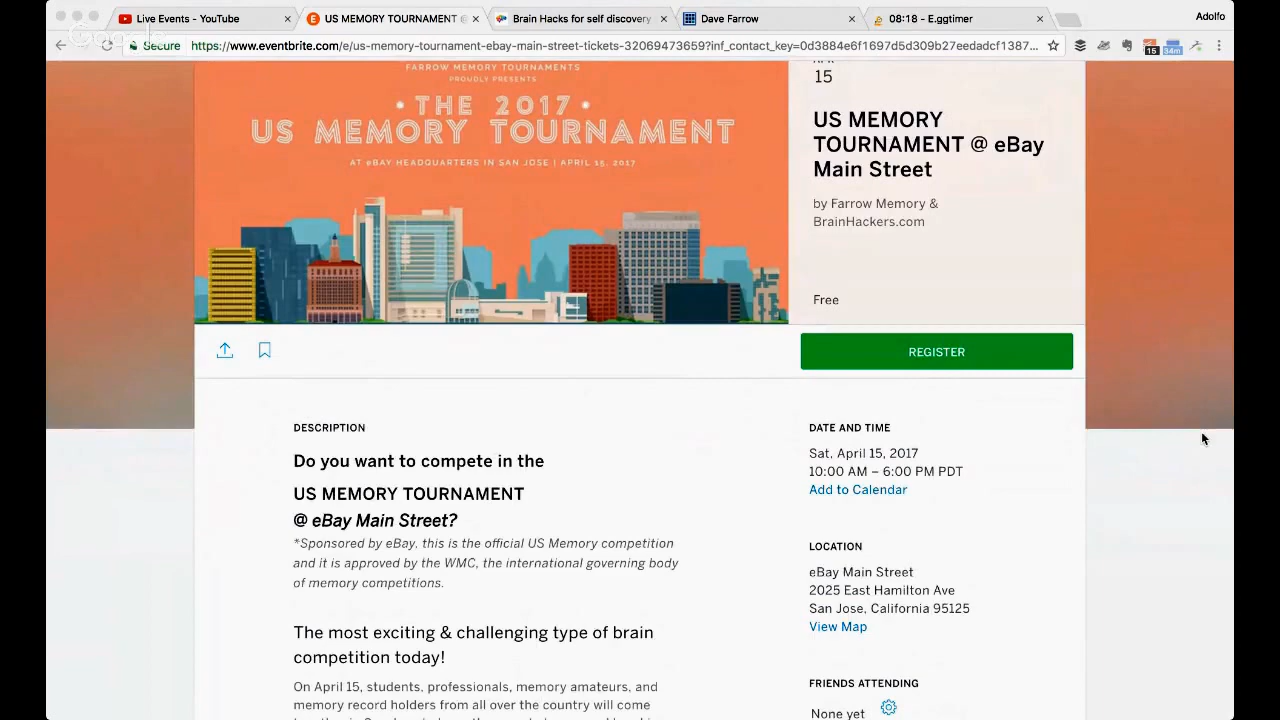 Live Events - YouTube
US MEMORY TOURNAMENT @
Brain Hacks for self discovery
Dave Farrow
08:18 - E.ggtimer
Adolfo
Google
Secure
https://www.eventbrite.com/e/us-memory-tournament-ebay-main-street-tickets-32069473659?inf_contact_key=0d38e4e6f1697d5d309b27eedadcf1387...
15
34m
FARROW MEMORY TOURNAMENTS
PROUDLY PRESENTS
• THE 2017 •
US MEMORY TOURNAMENT
AT eBAY HEADQUARTERS IN SAN JOSE | APRIL 15, 2017
15
US MEMORY
TOURNAMENT @ eBay
Main Street
by Farrow Memory &
BrainHackers.com
Free
REGISTER
DESCRIPTION
Do you want to compete in the
US MEMORY TOURNAMENT
@ eBay Main Street?
*Sponsored by eBay, this is the official US Memory competition
and it is approved by the WMC, the international governing body
of memory competitions.
The most exciting & challenging type of brain
competition today!
On April 15, students, professionals, memory amateurs, and
memory record holders from all over the country will come
DATE AND TIME
Sat, April 15, 2017
10:00 AM – 6:00 PM PDT
Add to Calendar
LOCATION
eBay Main Street
2025 East Hamilton Ave
San Jose, California 95125
View Map
FRIENDS ATTENDING
None yet